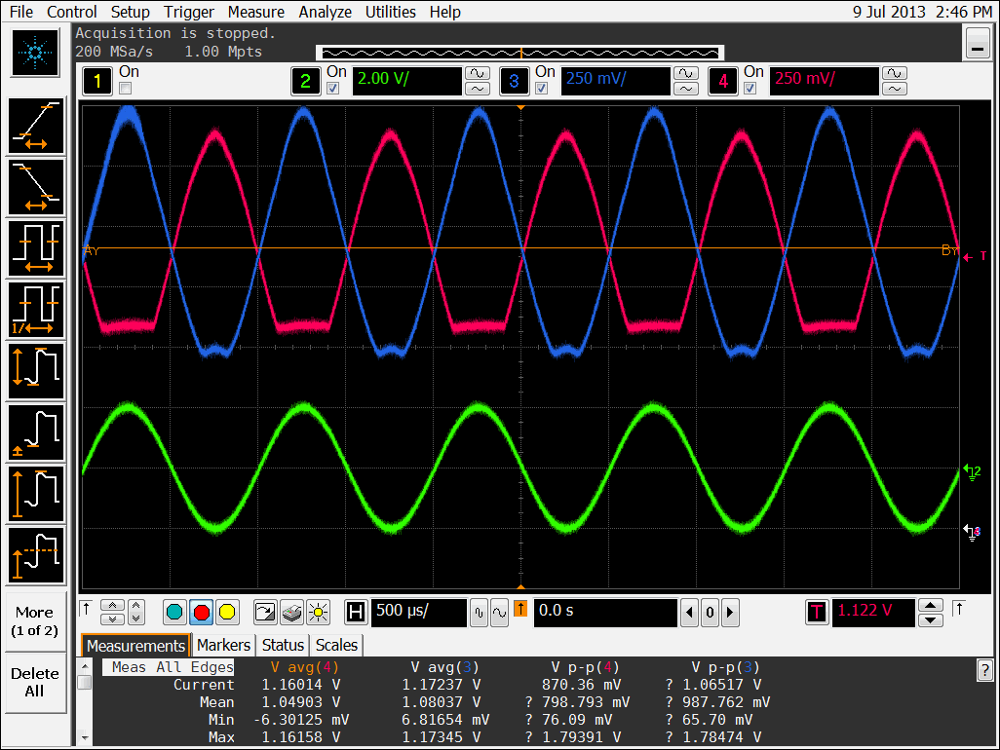 File Control Setup Trigger Measure Analyze Utilities Help 9 Jul 2013 2:46 PM
Acquisition is stopped.
200 MSa/s 1.00 Mpts
1 On 2 On 2.00 V/ 3 On 250 mV/ 4 On 250 mV/
AY BY
T
2
1/
More
(1 of 2)
Delete
All
H 500 µs/ 0.0 s 0 T 1.122 V
Measurements Markers Status Scales
Meas All Edges V avg(4) V avg(3) V p-p(4) V p-p(3) ?
Current 1.16014 V 1.17237 V 870.36 mV ? 1.06517 V
Mean 1.04903 V 1.08037 V ? 798.793 mV ? 987.762 mV
Min -6.30125 mV 6.81654 mV ? 76.09 mV ? 65.70 mV
Max 1.16158 V 1.17345 V ? 1.79391 V ? 1.78474 V